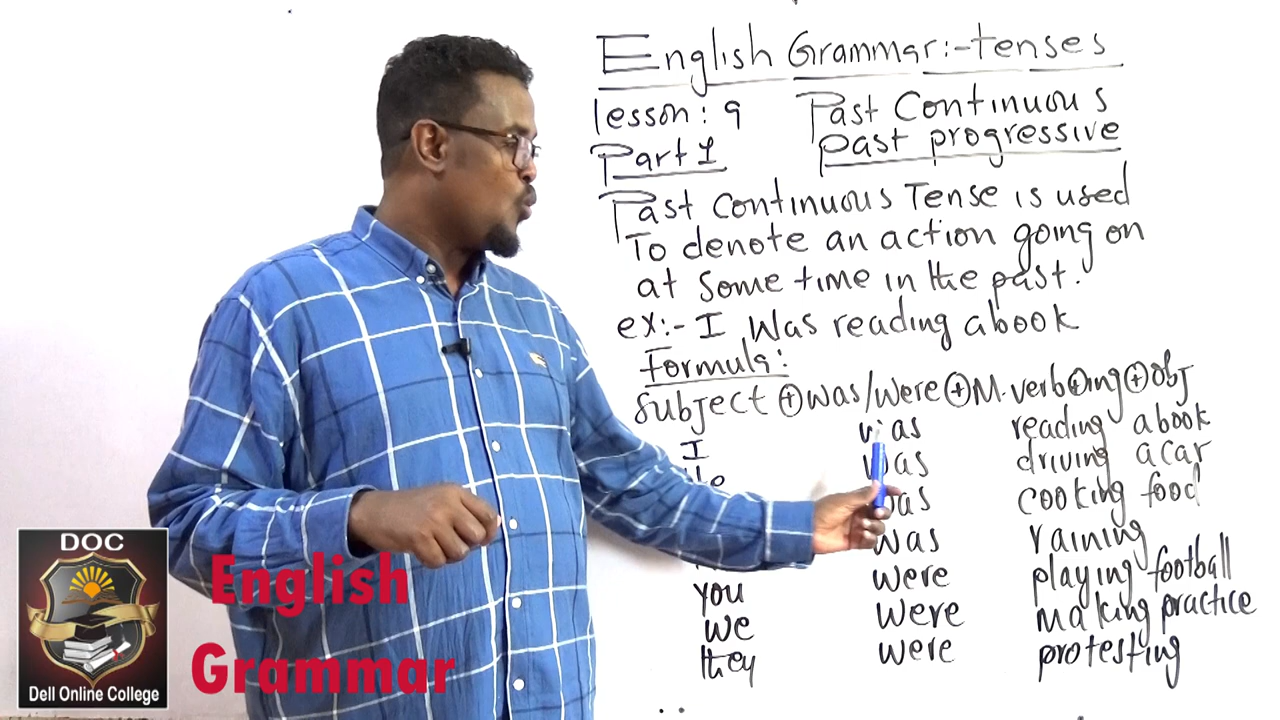 English Grammar:-tenses
lesson: 9 Past Continuous
Part 1 Past progressive
Past Continuous Tense is used
To denote an action going on
at some time in the past.
ex:- I was reading a book
Formula:
Subject + was/were + M.verb + ing + obj
I was reading a book
was driving a car
was cooking food
was raining
You were playing football
we were making practice
they were protesting
DOC
Dell Online College
English
Grammar